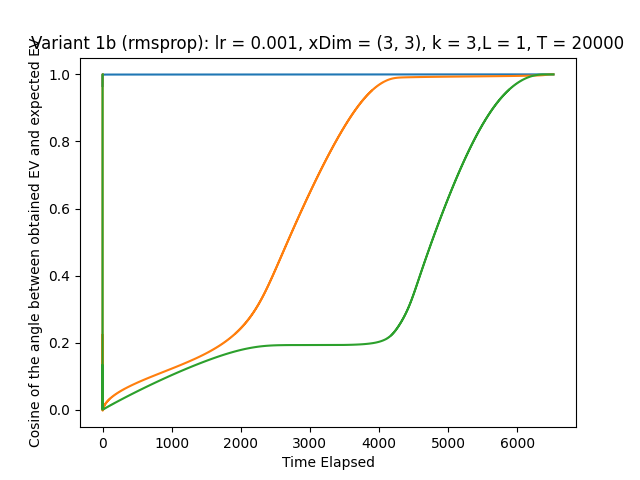 Variant 1b (rmsprop): lr = 0.001, xDim = (3, 3), k = 3,L = 1, T = 20000
Cosine of the angle between obtained EV and expected EV
1.0
0.8
0.6
0.4
0.2
0.0
0 1000 2000 3000 4000 5000 6000
Time Elapsed